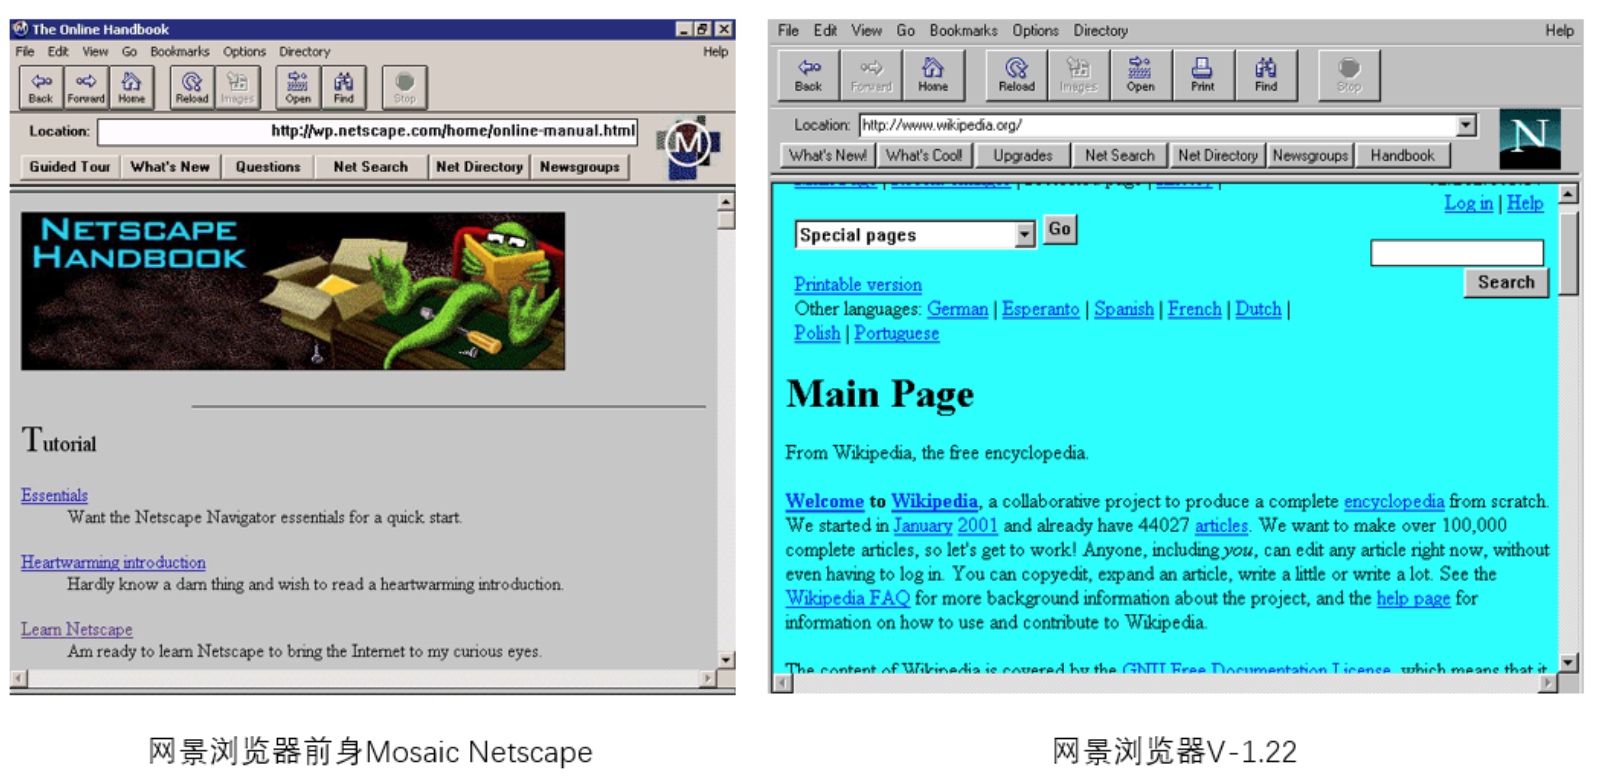 The Online Handbook
File Edit View Go Bookmarks Options Directory Help
Back Forward Home Reload Images Open Find Stop
Location: http://wp.netscape.com/home/online-manual.html
M
Guided Tour What's New Questions Net Search Net Directory Newsgroups
NETSCAPE
HANDBOOK
Tutorial
Essentials
Want the Netscape Navigator essentials for a quick start.
Heartwarming introduction
Hardly know a darn thing and wish to read a heartwarming introduction.
Learn Netscape
Am ready to learn Netscape to bring the Internet to my curious eyes.
网景浏览器前身Mosaic Netscape
File Edit View Go Bookmarks Options Directory Help
Back Forward Home Reload Images Open Print Find Stop
Location: http://www.wikipedia.org/
N
What's New! What's Cool! Upgrades Net Search Net Directory Newsgroups Handbook
Log in | Help
Special pages Go
Search
Printable version
Other languages: German | Esperanto | Spanish | French | Dutch |
Polish | Portuguese
Main Page
From Wikipedia, the free encyclopedia.
Welcome to Wikipedia, a collaborative project to produce a complete encyclopedia from scratch.
We started in January 2001 and already have 44027 articles. We want to make over 100,000
complete articles, so let's get to work! Anyone, including you, can edit any article right now, without
even having to log in. You can copyedit, expand an article, write a little or write a lot. See the
Wikipedia FAQ for more background information about the project, and the help page for
information on how to use and contribute to Wikipedia.
The content of Wikipedia is covered by the GNU Free Documentation License, which means that it
网景浏览器V-1.22